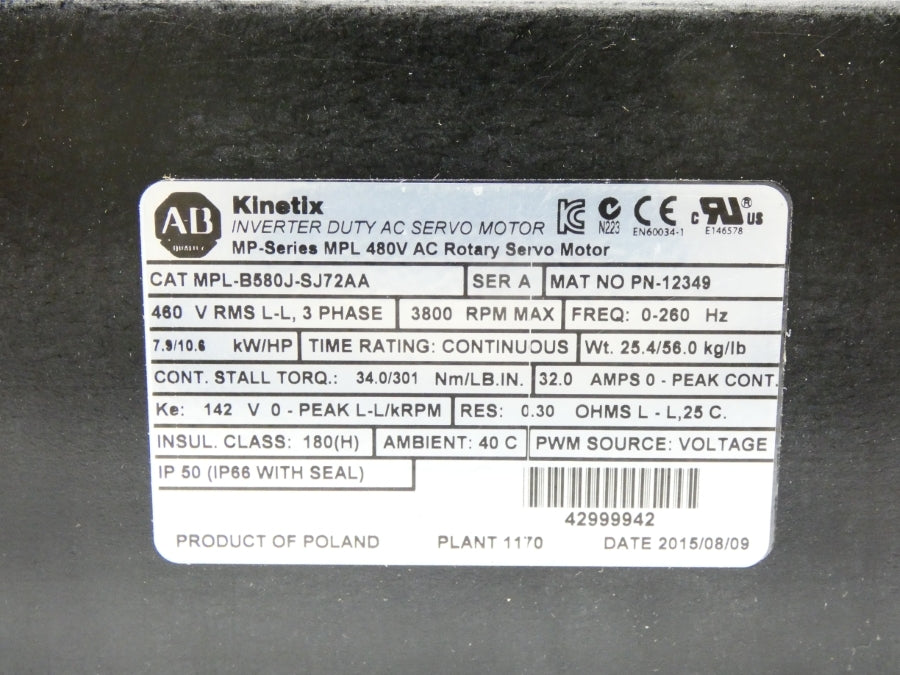 A-B
QUALITY
Kinetix
INVERTER DUTY AC SERVO MOTOR
MP-Series MPL 480V AC Rotary Servo Motor
N223
CE
EN60034-1
c RU ® US
E146578
CAT MPL-B580J-SJ72AA SER A MAT NO PN-12349
460 V RMS L-L, 3 PHASE 3800 RPM MAX FREQ: 0-260 Hz
7.9/10.6 kW/HP TIME RATING: CONTINUOUS Wt. 25.4/56.0 kg/lb
CONT. STALL TORQ.: 34.0/301 Nm/LB.IN. 32.0 AMPS 0 - PEAK CONT.
Ke: 142 V 0 - PEAK L-L/kRPM RES: 0.30 OHMS L - L,25 C.
INSUL. CLASS: 180(H) AMBIENT: 40 C PWM SOURCE: VOLTAGE
IP 50 (IP66 WITH SEAL)
42999942
PRODUCT OF POLAND PLANT 1170 DATE 2015/08/09